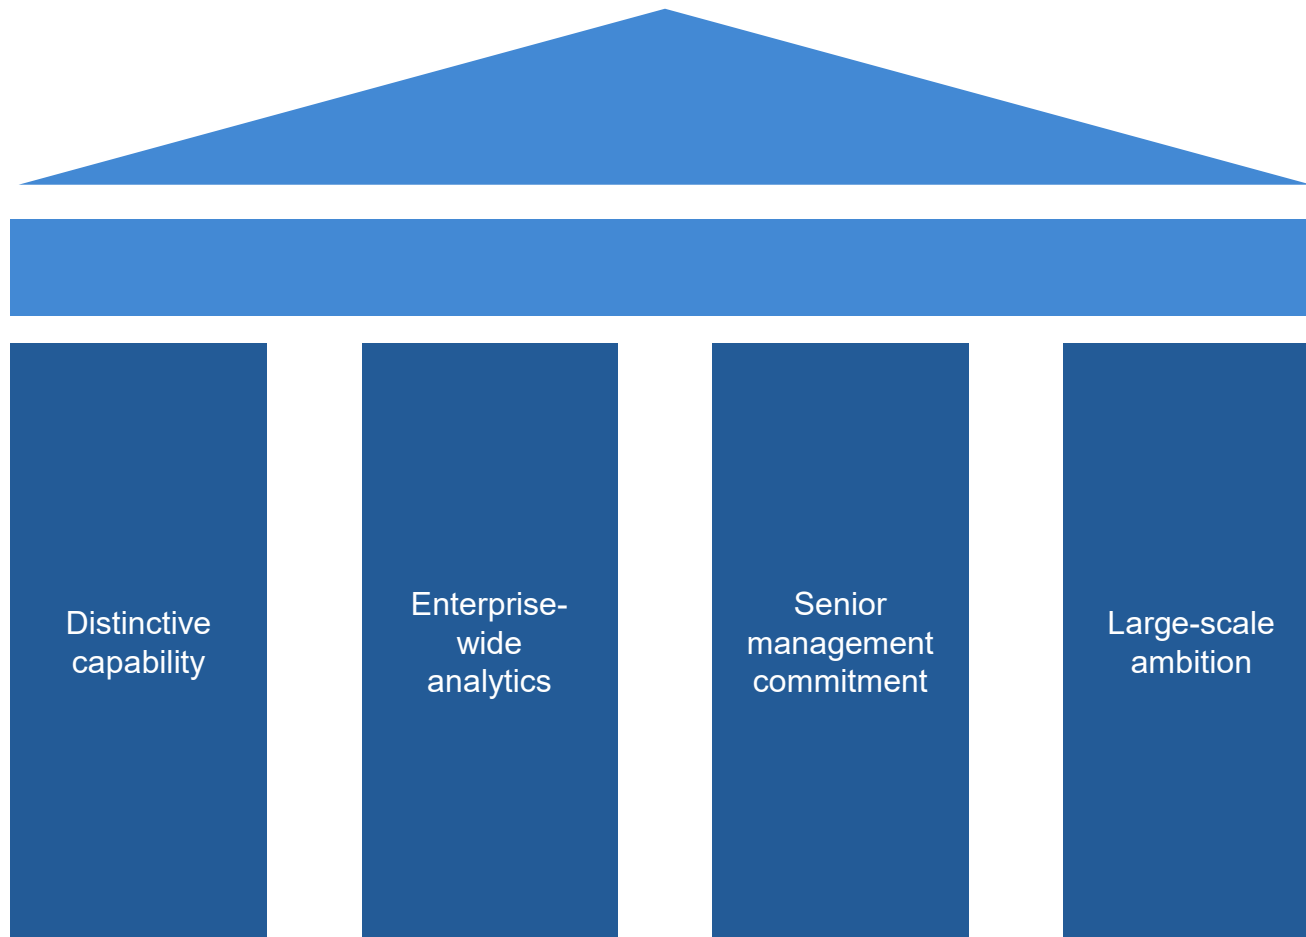 Distinctive
capability
Enterprise-
wide
analytics
Senior
management
commitment
Large-scale
ambition